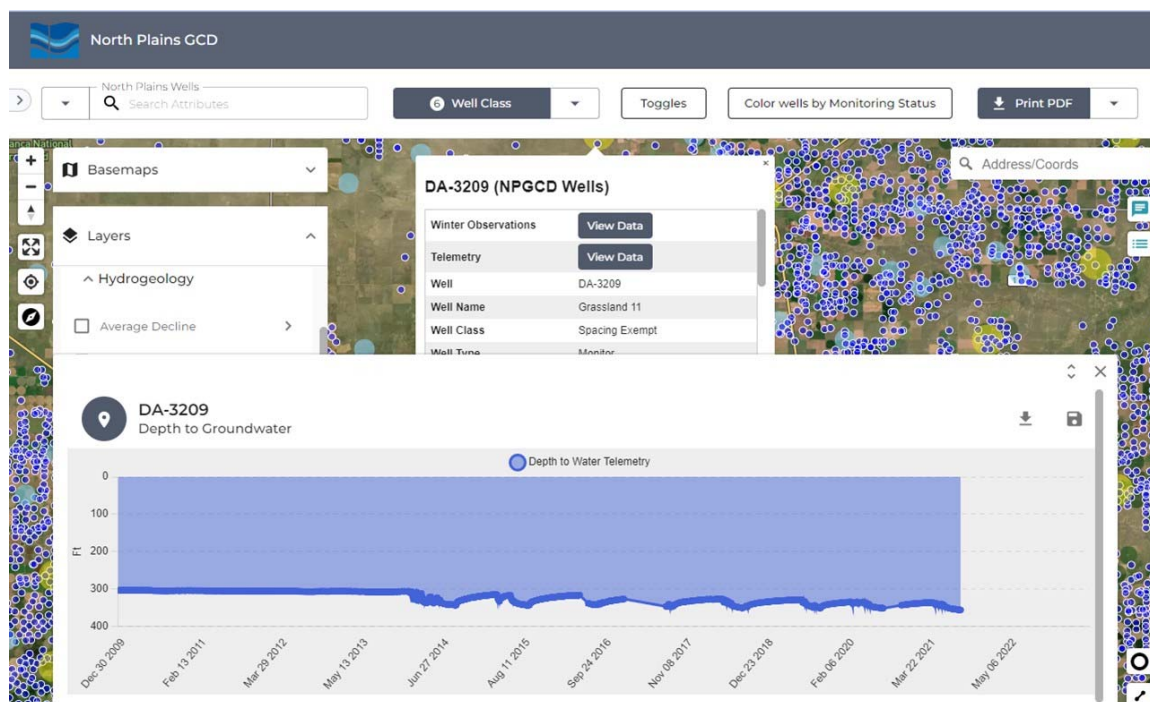 North Plains GCD
North Plains Wells
Search Attributes
6 Well Class
Toggles
Color wells by Monitoring Status
Print PDF
Basemaps
Layers
Hydrogeology
Average Decline
Address/Coords
DA-3209 (NPGCD Wells)
Winter Observations View Data
Telemetry View Data
Well DA-3209
Well Name Grassland 11
Well Class Spacing Exempt
Well Type Monitor
DA-3209
Depth to Groundwater
Depth to Water Telemetry
0
100
200
300
400
Ft
Dec 30 2009 Feb 13 2011 Mar 29 2012 May 13 2013 Jun 27 2014 Aug 11 2015 Sep 24 2016 Nov 08 2017 Dec 23 2018 Feb 06 2020 Mar 22 2021 May 06 2022